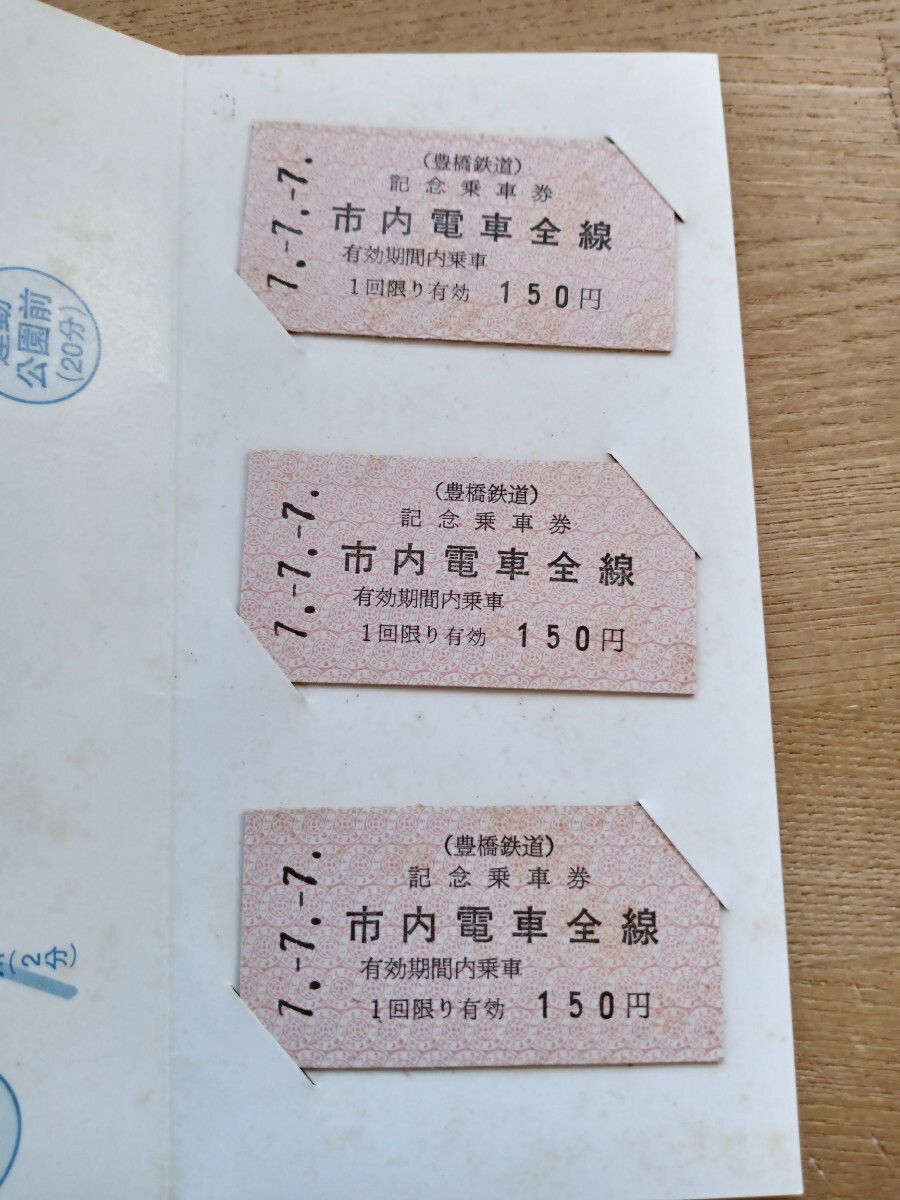 公園前
(20分)
(2分)
(豊橋鉄道)
記念乗車券
市内電車全線
有効期間内乗車
1回限り有効 150円
7.-7.-7.
(豊橋鉄道)
記念乗車券
市内電車全線
有効期間内乗車
1回限り有効 150円
7.-7.-7.
(豊橋鉄道)
記念乗車券
市内電車全線
有効期間内乗車
1回限り有効 150円
7.-7.-7.